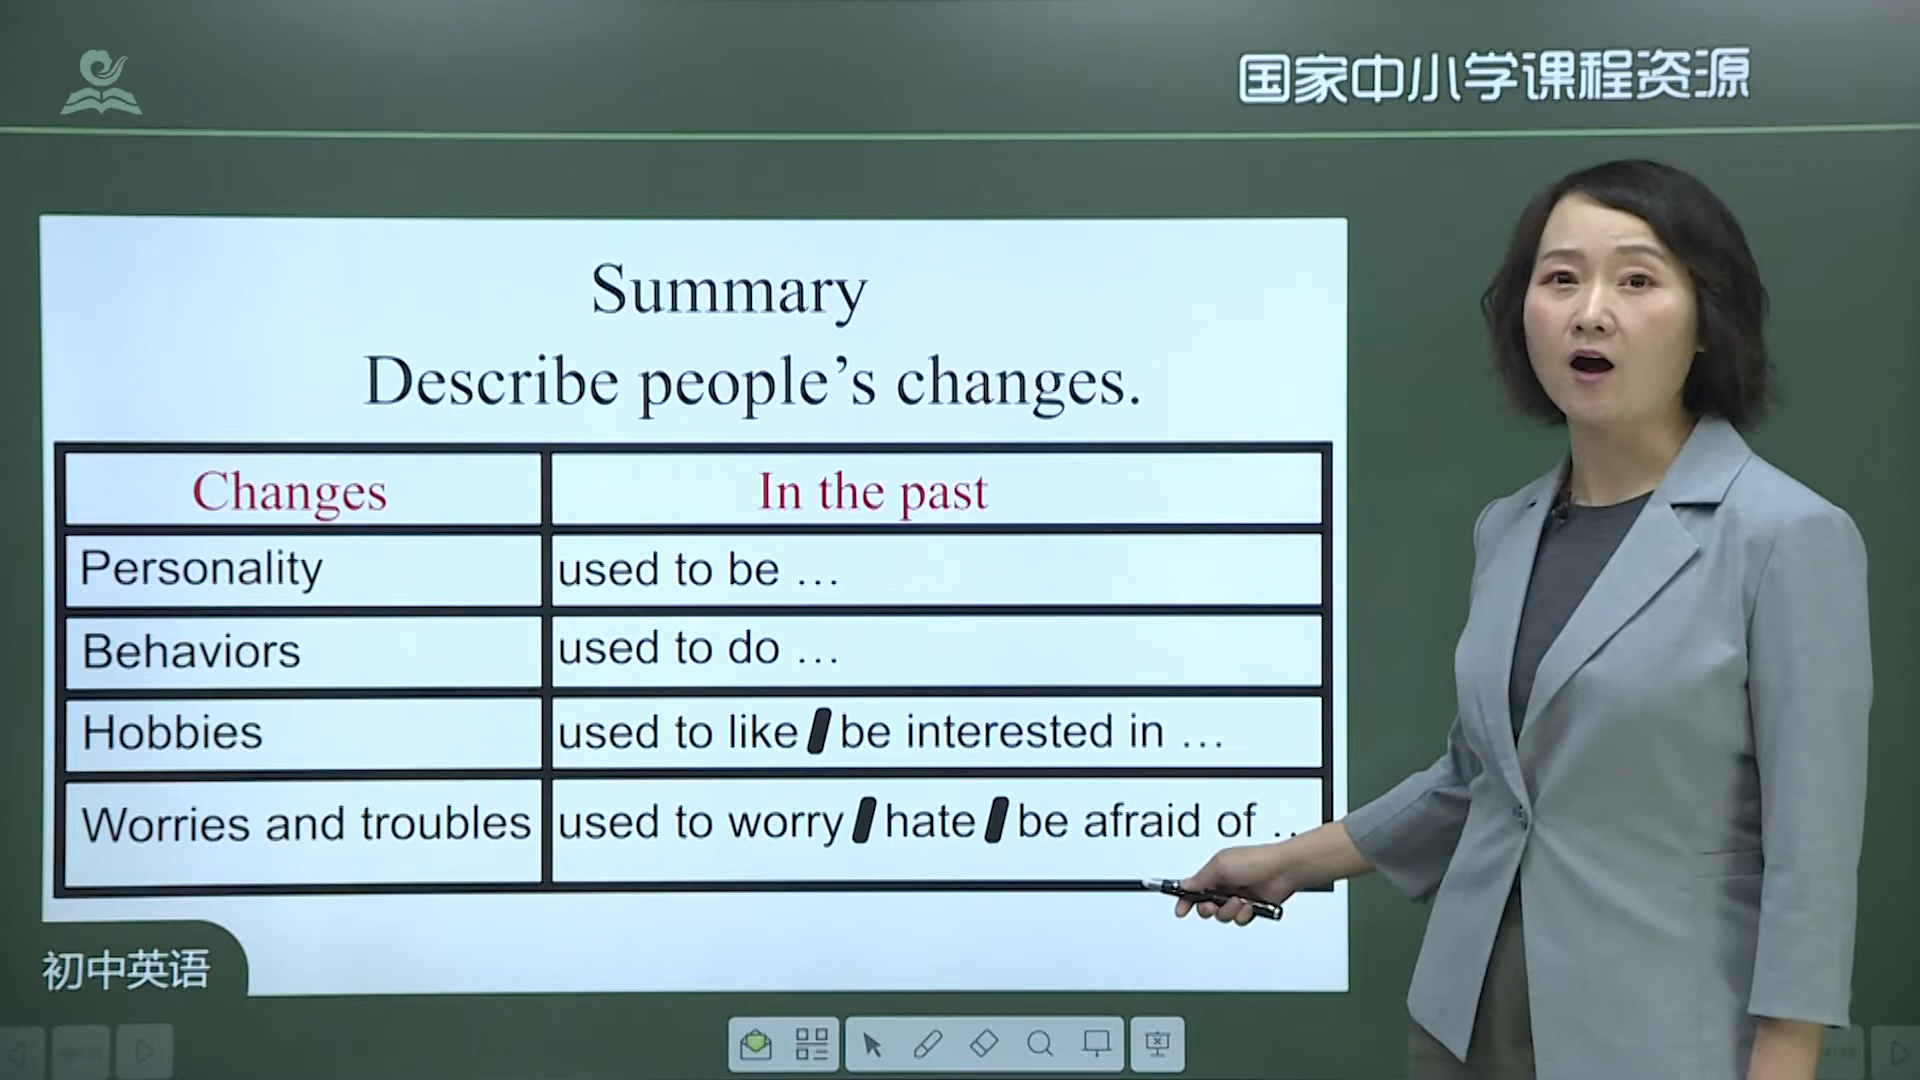 国家中小学课程资源
Summary
Describe people's changes.
Changes In the past
Personality used to be …
Behaviors used to do …
Hobbies used to like / be interested in …
Worries and troubles used to worry / hate / be afraid of ..
初中英语